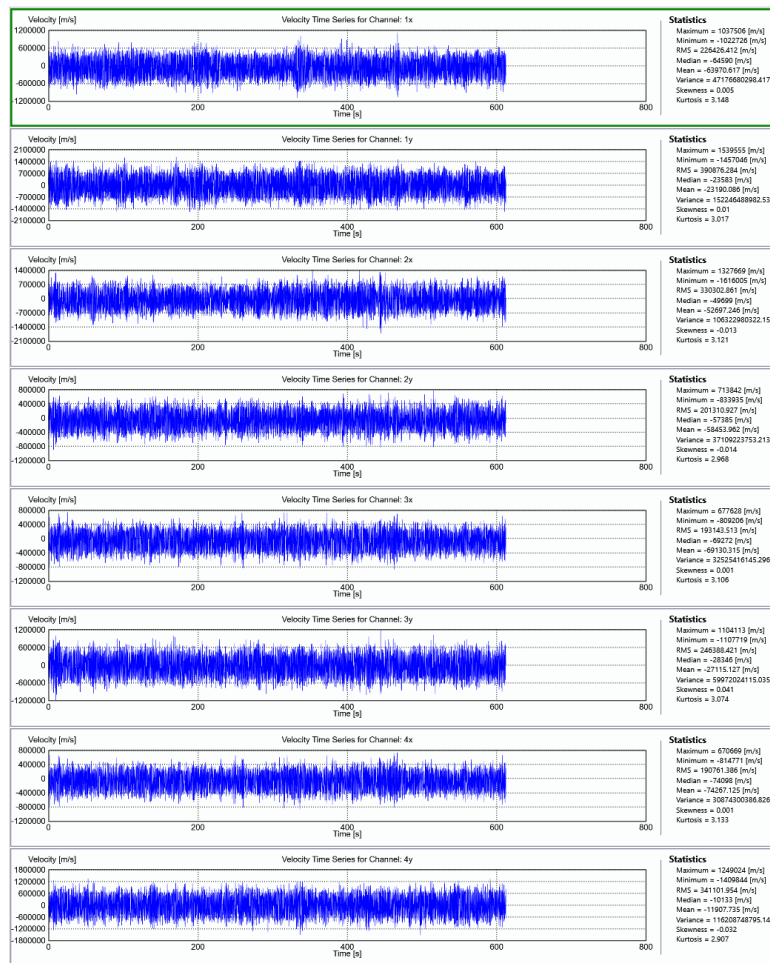 Velocity [m/s] Velocity Time Series for Channel: 1x
1200000
600000
0
-600000
-1200000
0 200 400 600 800
Time [s]
Statistics
Maximum = 1037506 [m/s]
Minimum = -1022726 [m/s]
RMS = 226426.412 [m/s]
Median = -64590 [m/s]
Mean = -63970.617 [m/s]
Variance = 47176680298.417
Skewness = 0.005
Kurtosis = 3.148
Velocity [m/s] Velocity Time Series for Channel: 1y
2100000
1400000
700000
0
-700000
-1400000
-2100000
0 200 400 600 800
Time [s]
Statistics
Maximum = 1539555 [m/s]
Minimum = -1457046 [m/s]
RMS = 390876.284 [m/s]
Median = -23583 [m/s]
Mean = -23190.086 [m/s]
Variance = 152246488982.53
Skewness = 0.01
Kurtosis = 3.017
Velocity [m/s] Velocity Time Series for Channel: 2x
1400000
700000
0
-700000
-1400000
-2100000
0 200 400 600 800
Time [s]
Statistics
Maximum = 1327669 [m/s]
Minimum = -1616005 [m/s]
RMS = 330302.861 [m/s]
Median = -49699 [m/s]
Mean = -52697.246 [m/s]
Variance = 106322980322.15
Skewness = -0.013
Kurtosis = 3.121
Velocity [m/s] Velocity Time Series for Channel: 2y
800000
400000
0
-400000
-800000
-1200000
0 200 400 600 800
Time [s]
Statistics
Maximum = 713842 [m/s]
Minimum = -833935 [m/s]
RMS = 201310.927 [m/s]
Median = -57385 [m/s]
Mean = -58453.962 [m/s]
Variance = 37109223753.213
Skewness = -0.014
Kurtosis = 2.968
Velocity [m/s] Velocity Time Series for Channel: 3x
800000
400000
0
-400000
-800000
-1200000
0 200 400 600 800
Time [s]
Statistics
Maximum = 677628 [m/s]
Minimum = -809206 [m/s]
RMS = 193143.513 [m/s]
Median = -69272 [m/s]
Mean = -69130.315 [m/s]
Variance = 32525416145.296
Skewness = 0.001
Kurtosis = 3.106
Velocity [m/s] Velocity Time Series for Channel: 3y
1200000
600000
0
-600000
-1200000
0 200 400 600 800
Time [s]
Statistics
Maximum = 1104113 [m/s]
Minimum = -1107719 [m/s]
RMS = 246388.421 [m/s]
Median = -28346 [m/s]
Mean = -27115.127 [m/s]
Variance = 59972024115.035
Skewness = 0.041
Kurtosis = 3.074
Velocity [m/s] Velocity Time Series for Channel: 4x
800000
400000
0
-400000
-800000
-1200000
0 200 400 600 800
Time [s]
Statistics
Maximum = 670669 [m/s]
Minimum = -814771 [m/s]
RMS = 190761.386 [m/s]
Median = -74098 [m/s]
Mean = -74267.125 [m/s]
Variance = 30874300386.826
Skewness = 0.001
Kurtosis = 3.133
Velocity [m/s] Velocity Time Series for Channel: 4y
1800000
1200000
600000
0
-600000
-1200000
-1800000
0 200 400 600 800
Time [s]
Statistics
Maximum = 1249024 [m/s]
Minimum = -1409844 [m/s]
RMS = 341101.954 [m/s]
Median = -10133 [m/s]
Mean = -11907.735 [m/s]
Variance = 116208748795.14
Skewness = -0.032
Kurtosis = 2.907